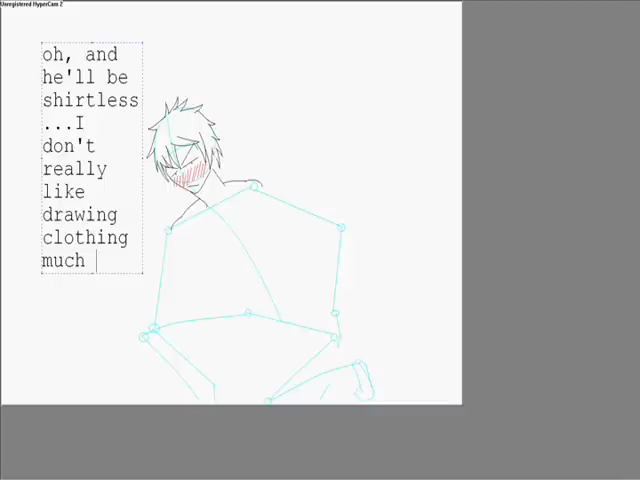 Unregistered HyperCam 2
oh, and
he'll be
shirtless
...I
don't
really
like
drawing
clothing
much